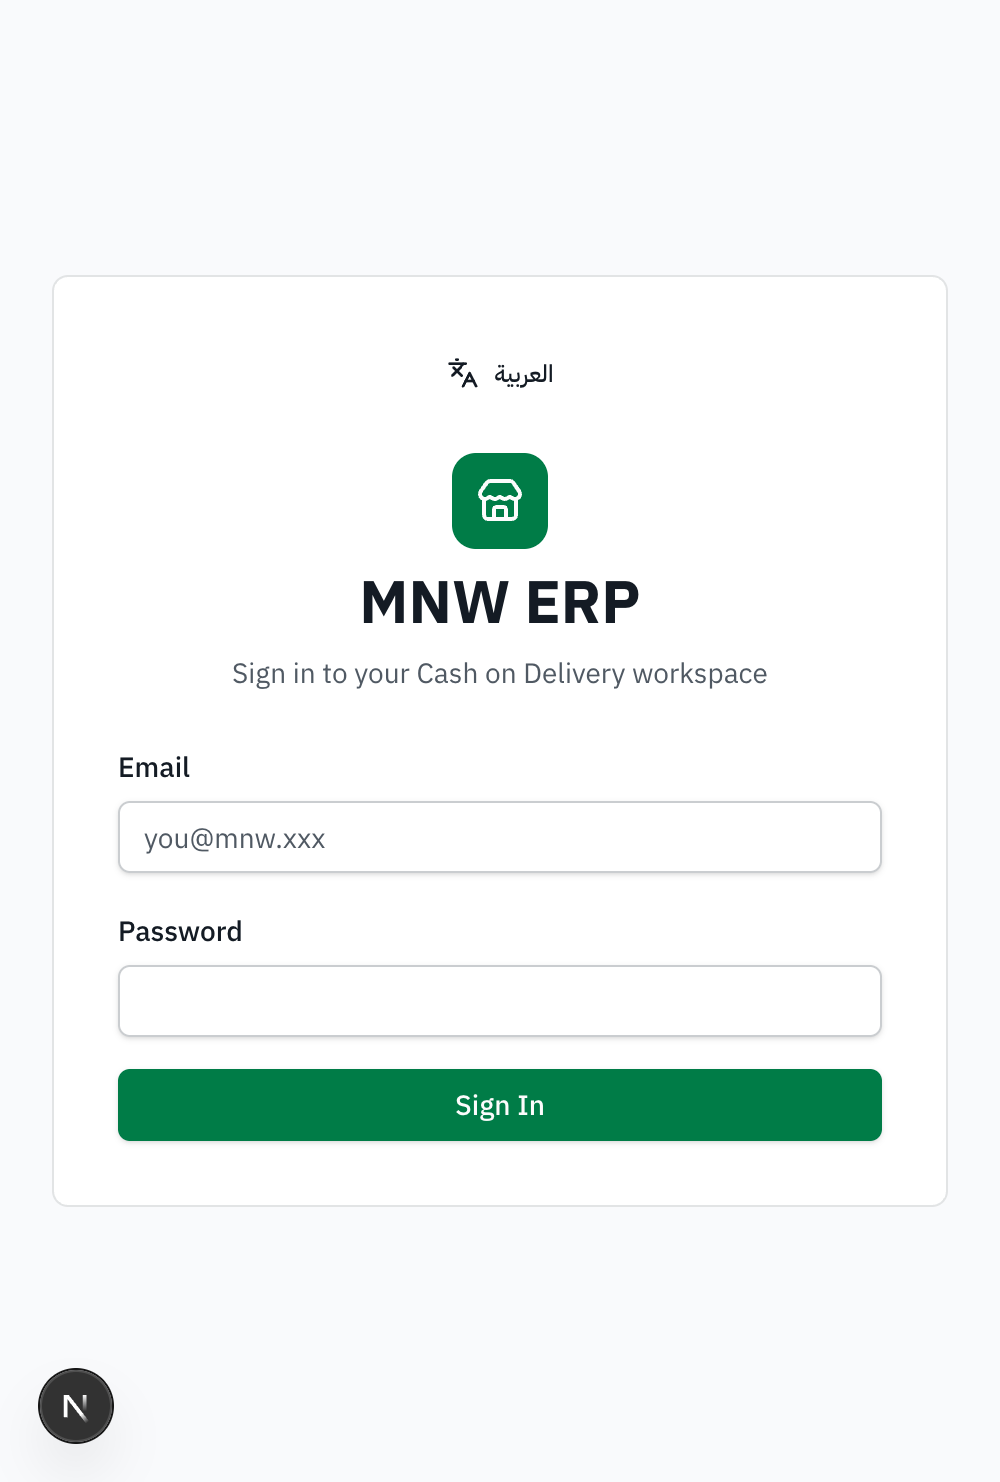 العربية
MNW ERP
Sign in to your Cash on Delivery workspace
Email
you@mnw.xxx
Password
Sign In
N